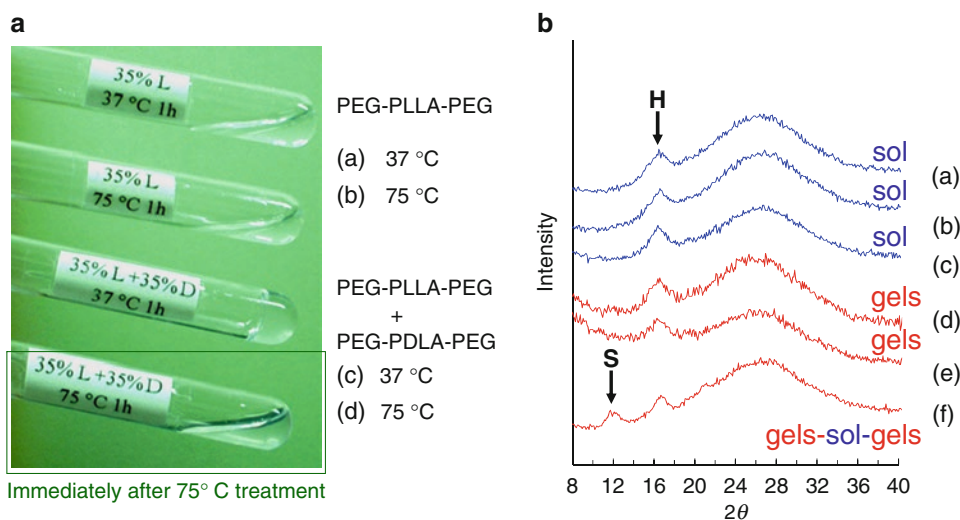 a
35% L
37 °C 1h
35% L
75 °C 1h
35% L +35% D
37 °C 1h
35% L +35% D
75 °C 1h
Immediately after 75° C treatment
PEG-PLLA-PEG
(a) 37 °C
(b) 75 °C
PEG-PLLA-PEG
+
PEG-PDLA-PEG
(c) 37 °C
(d) 75 °C
b
H
S
Intensity
sol (a)
sol (b)
sol (c)
gels (d)
gels (e)
(f)
gels-sol-gels
8 12 16 20 24 28 32 36 40
2θ